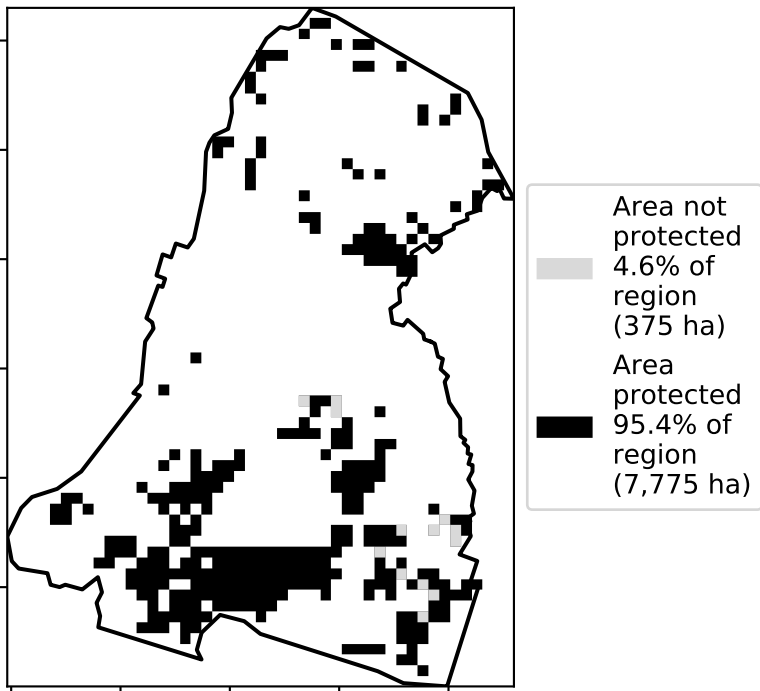 Area not
protected
4.6% of
region
(375 ha)
Area
protected
95.4% of
region
(7,775 ha)